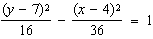 (y − 7)²/16 − (x − 4)²/36 = 1